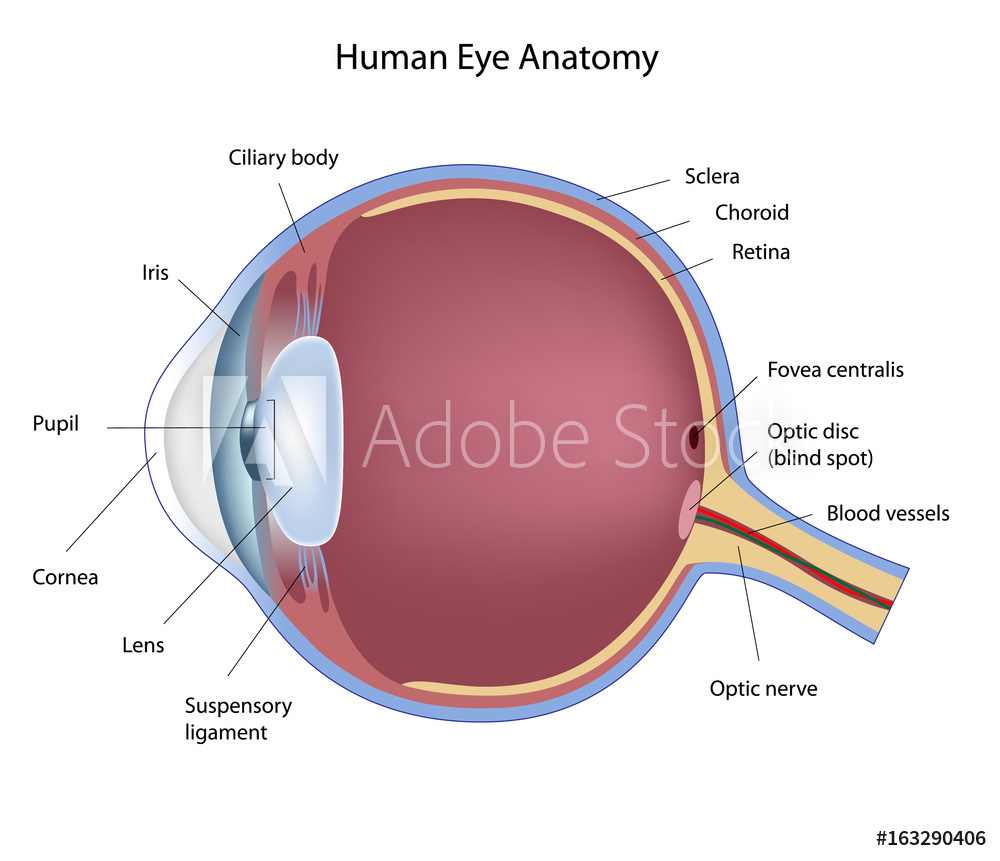 Human Eye Anatomy
Ciliary body
Sclera
Choroid
Retina
Iris
Fovea centralis
Pupil
Optic disc
(blind spot)
Adobe Stock
Blood vessels
Cornea
Lens
Optic nerve
Suspensory
ligament
#163290406